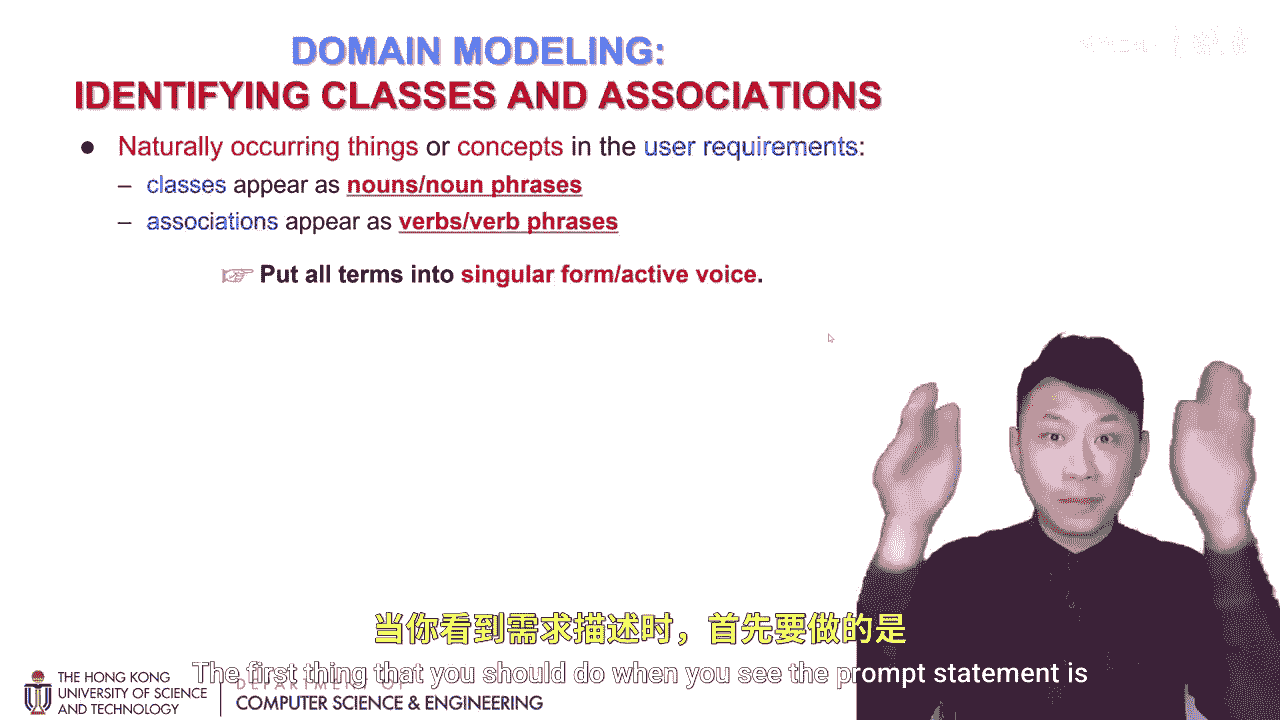 DOMAIN MODELING:
IDENTIFYING CLASSES AND ASSOCIATIONS
● Naturally occurring things or concepts in the user requirements:
– classes appear as nouns/noun phrases
– associations appear as verbs/verb phrases
☞ Put all terms into singular form/active voice.
当你看到需求描述时，首先要做的是
The first thing that you should do when you see the prompt statement is
THE HONG KONG
UNIVERSITY OF SCIENCE
AND TECHNOLOGY
DEPARTMENT OF
COMPUTER SCIENCE & ENGINEERING